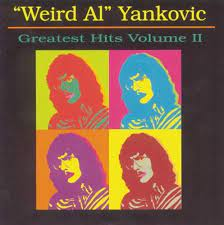 "Weird Al" Yankovic
Greatest Hits Volume II